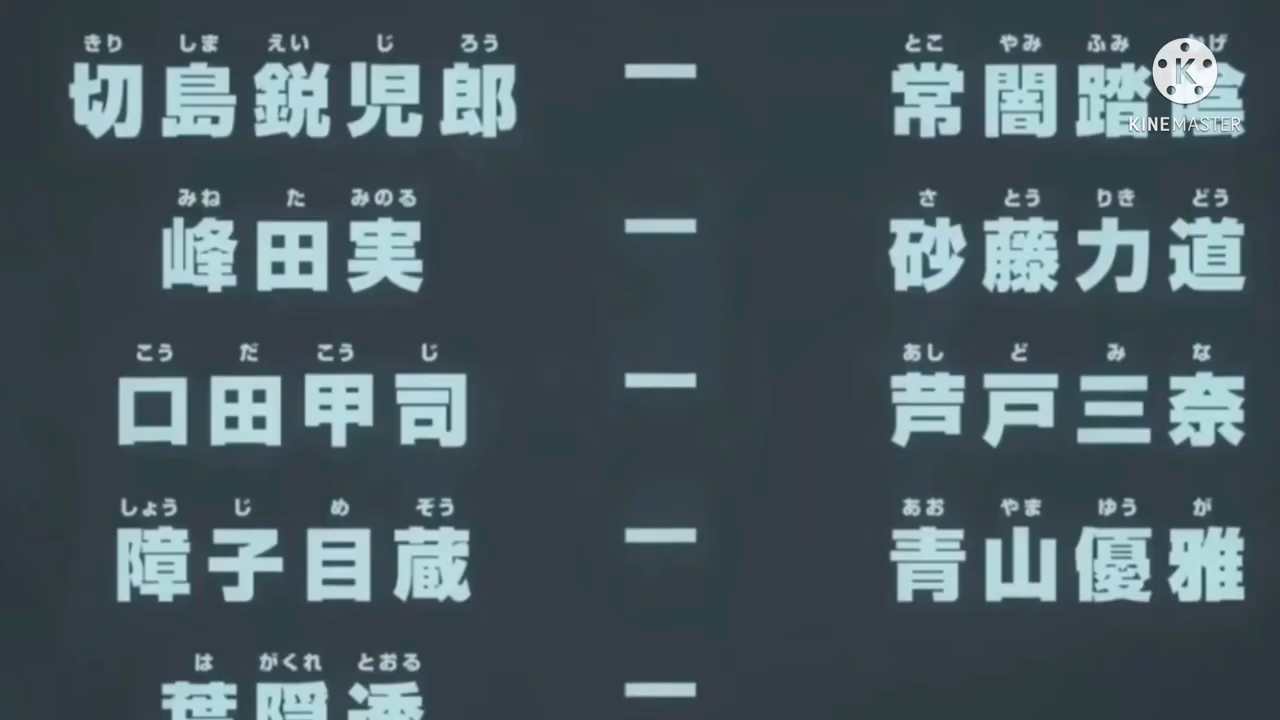 きり しま えい じ ろう とこ やみ ふみ かげ
切島鋭児郎 ー 常闇踏陰
KINEMASTER
みね た みのる さ とう りき どう
峰田実 ー 砂藤力道
こう だ こう じ あし ど み な
口田甲司 ー 芦戸三奈
しょう じ め ぞう あお やま ゆう が
障子目蔵 ー 青山優雅
は がくれ とおる
葉隠透 ー